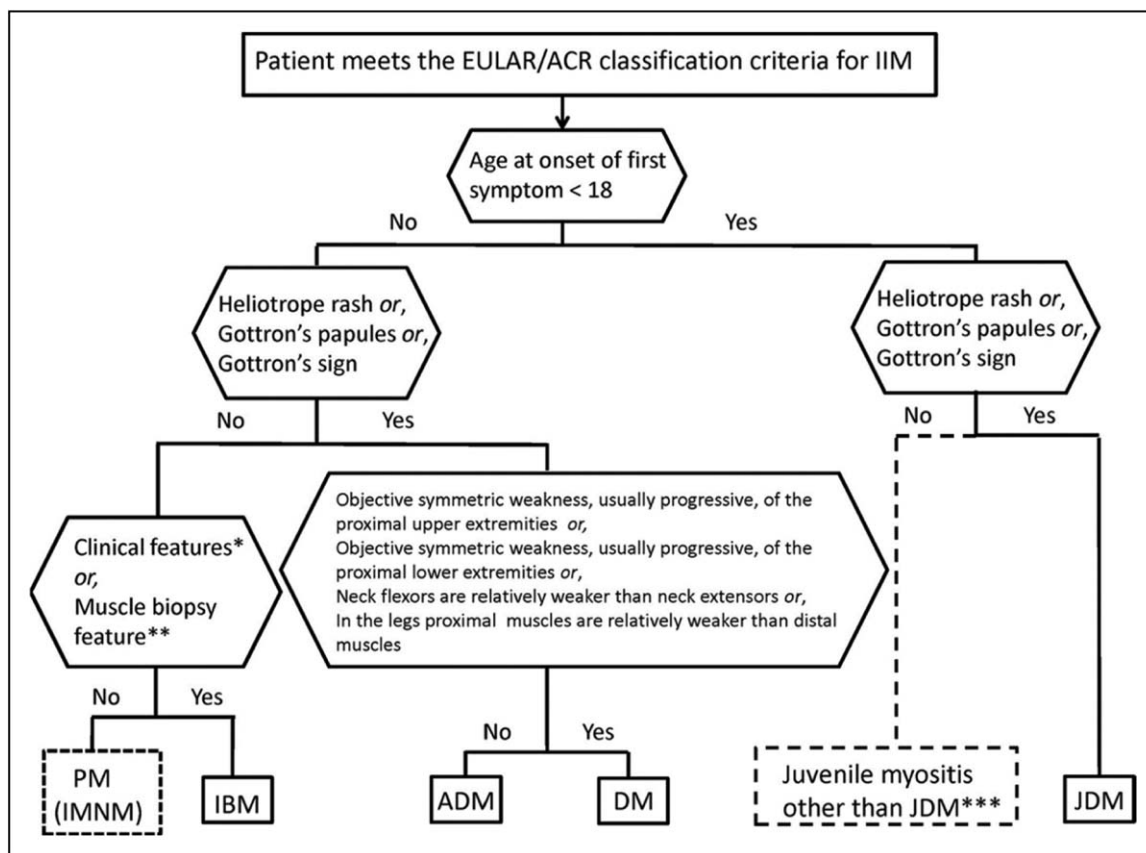 Patient meets the EULAR/ACR classification criteria for IIM
Age at onset of first
symptom < 18
No
Yes
Heliotrope rash or,
Gottron's papules or,
Gottron's sign
Heliotrope rash or,
Gottron's papules or,
Gottron's sign
No
Yes
No
Yes
Clinical features*
or,
Muscle biopsy
feature**
Objective symmetric weakness, usually progressive, of the
proximal upper extremities or,
Objective symmetric weakness, usually progressive, of the
proximal lower extremities or,
Neck flexors are relatively weaker than neck extensors or,
In the legs proximal muscles are relatively weaker than distal
muscles
No
Yes
No
Yes
PM
(IMNM)
IBM
ADM
DM
Juvenile myositis
other than JDM***
JDM